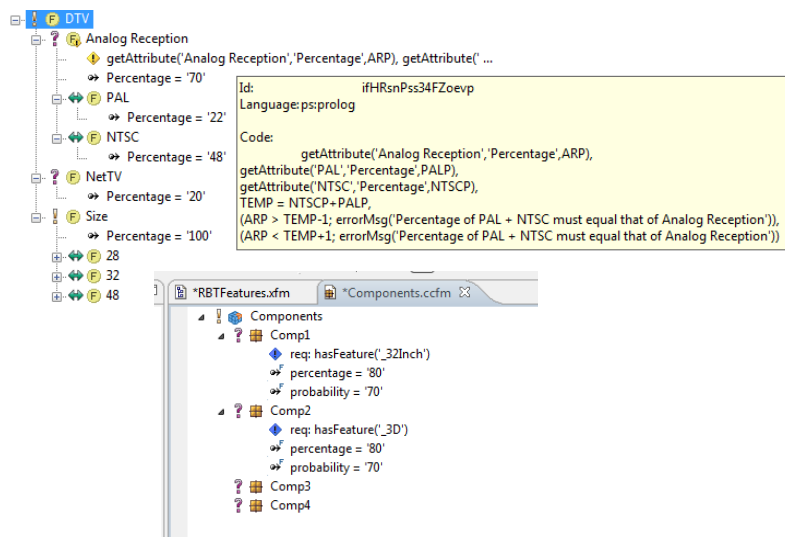 DTV
Analog Reception
getAttribute('Analog Reception','Percentage',ARP), getAttribute(' ...
Percentage = '70'
PAL
Percentage = '22'
NTSC
Percentage = '48'
NetTV
Percentage = '20'
Size
Percentage = '100'
28
32
48
Id: ifHRsnPss34FZoevp
Language: ps:prolog
Code:
getAttribute('Analog Reception','Percentage',ARP),
getAttribute('PAL','Percentage',PALP),
getAttribute('NTSC','Percentage',NTSCP),
TEMP = NTSCP+PALP,
(ARP > TEMP-1; errorMsg('Percentage of PAL + NTSC must equal that of Analog Reception')),
(ARP < TEMP+1; errorMsg('Percentage of PAL + NTSC must equal that of Analog Reception'))
*RBTFeatures.xfm *Components.ccfm
Components
Comp1
req: hasFeature('_32Inch')
percentage = '80'
probability = '70'
Comp2
req: hasFeature('_3D')
percentage = '80'
probability = '70'
Comp3
Comp4